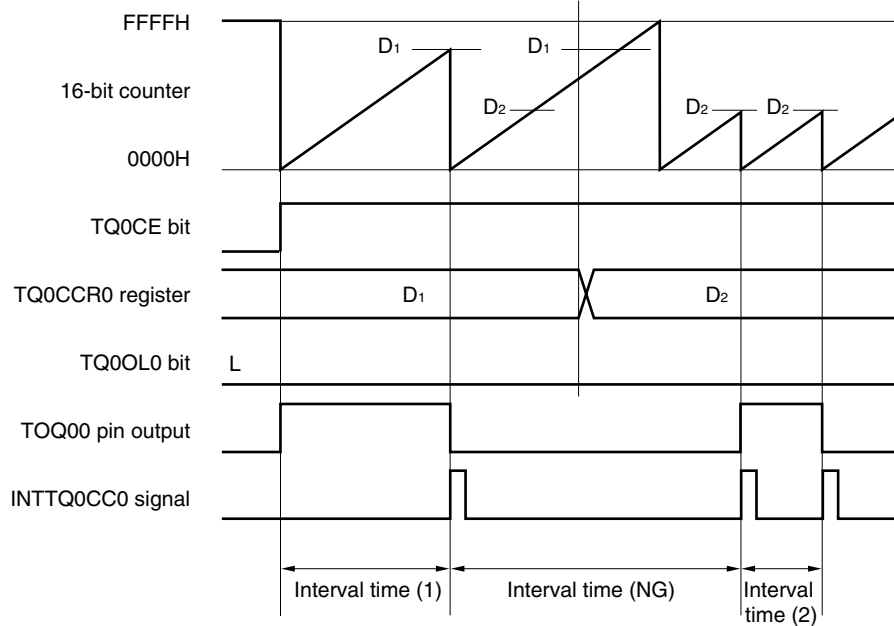 FFFFH
D1
D1
16-bit counter
D2
D2
D2
0000H
TQ0CE bit
TQ0CCR0 register
D1
D2
TQ0OL0 bit
L
TOQ00 pin output
INTTQ0CC0 signal
Interval time (1)
Interval time (NG)
Interval
time (2)